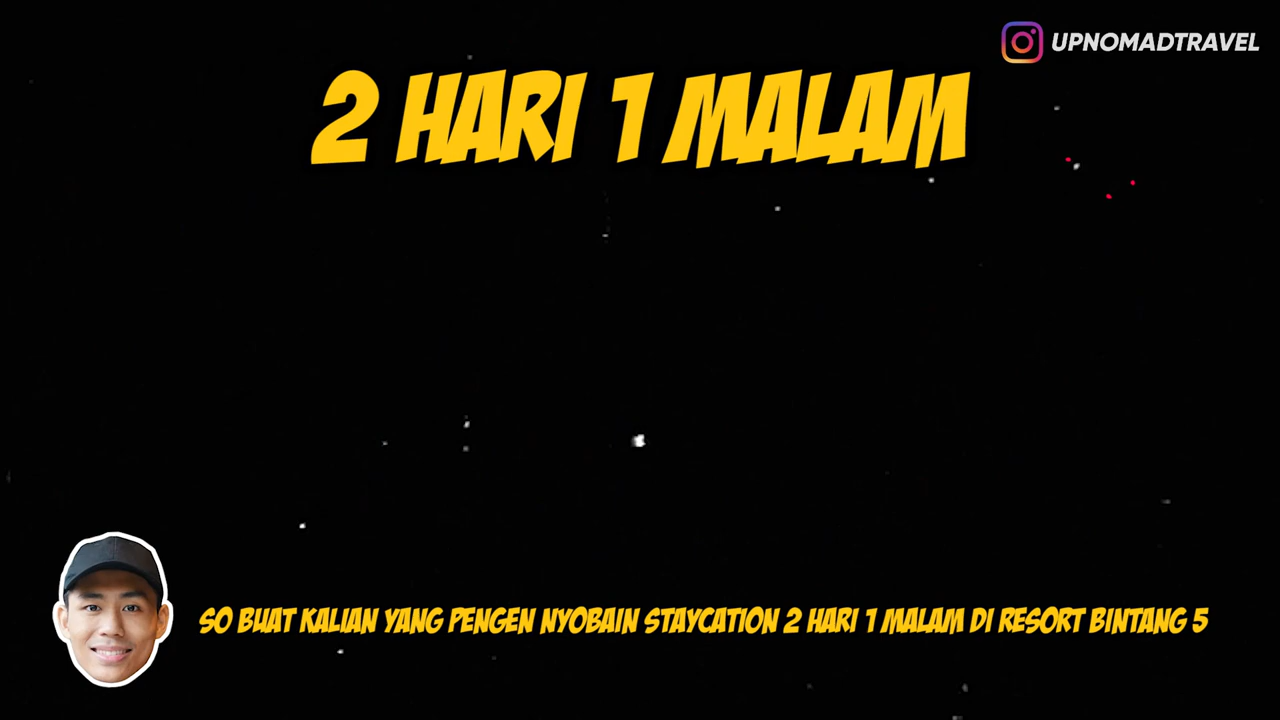 UPNOMADTRAVEL
2 HARI 1 MALAM
SO BUAT KALIAN YANG PENGEN NYOBAIN STAYCATION 2 HARI 1 MALAM DI RESORT BINTANG 5